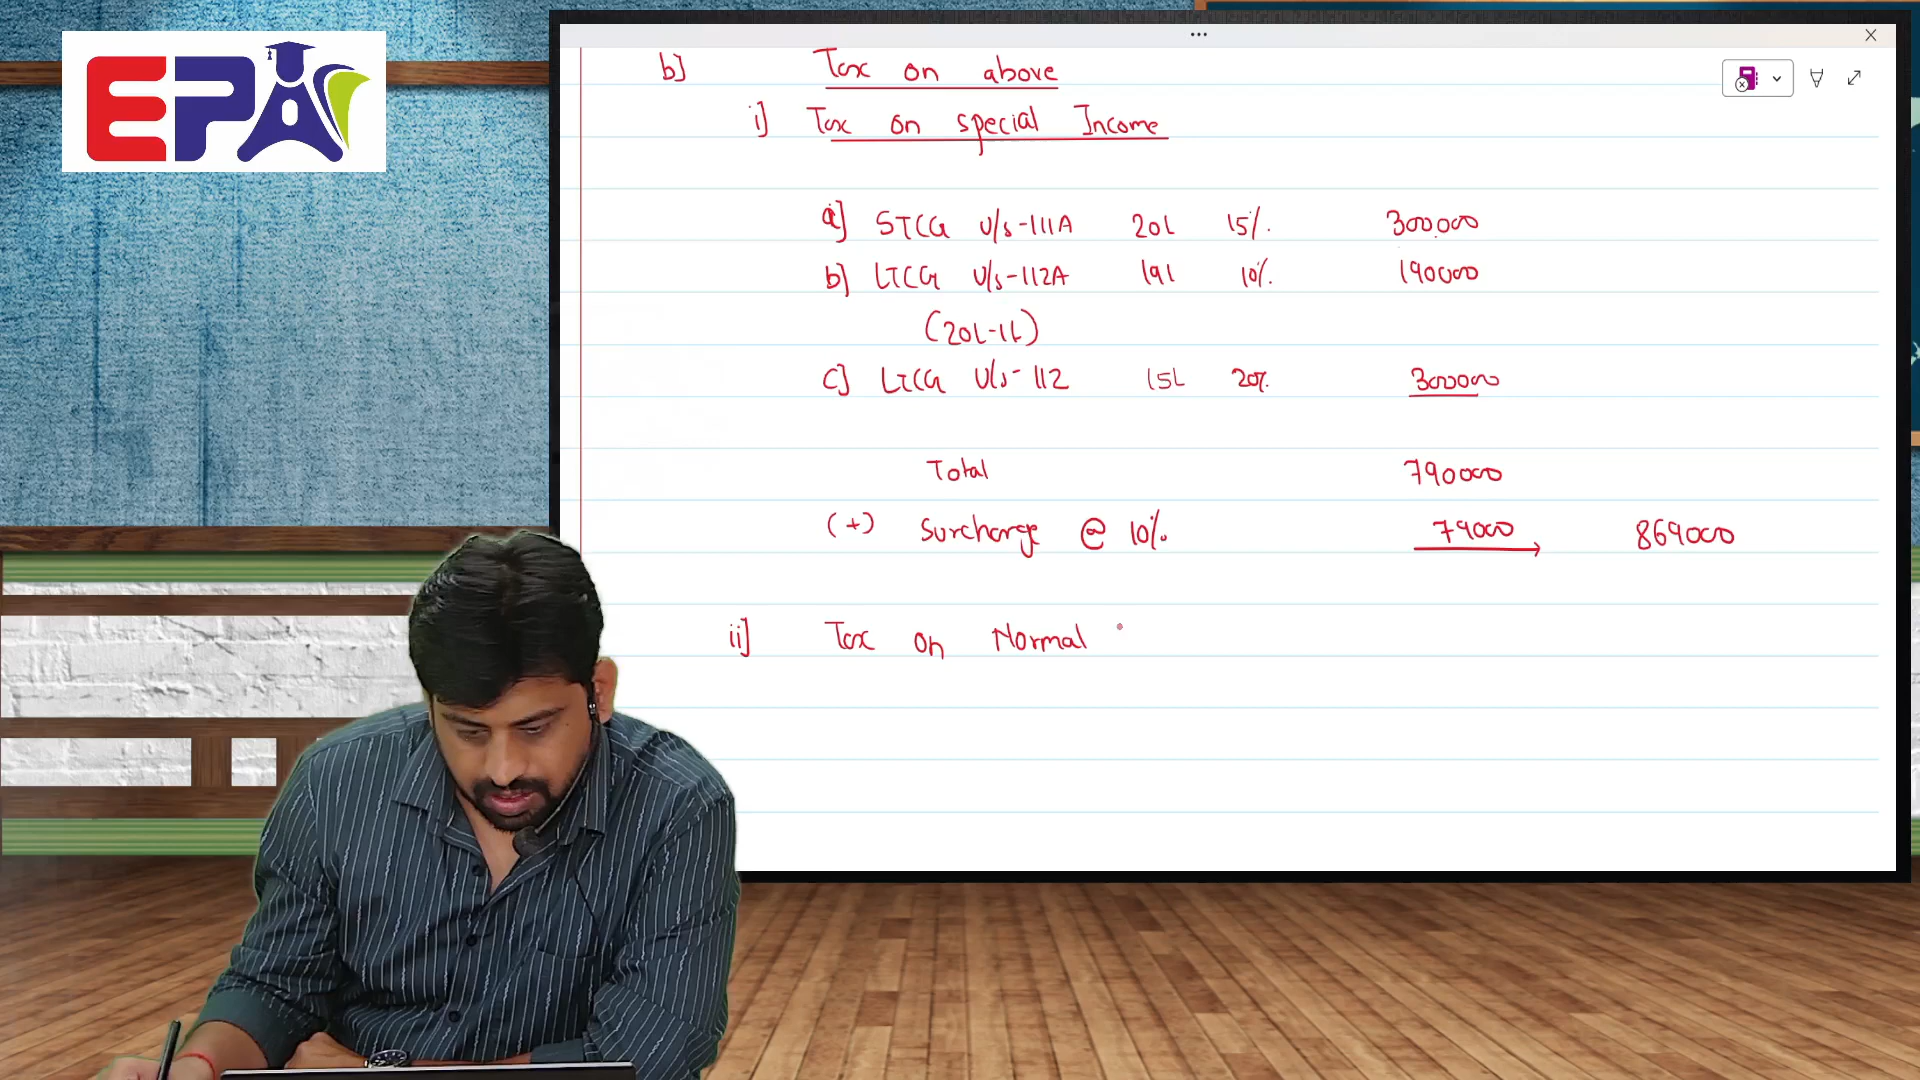 EPA
b] Tax on above
i] Tax on special Income
a] STCG U/s-111A 20L 15%. 300000
b] LTCG U/s-112A 19L 10%. 190000
(20L-1L)
c] LTCG U/s-112 15L 20%. 300000
Total 790000
(+) Surcharge @ 10%. 79000 869000
ii] Tax on Normal